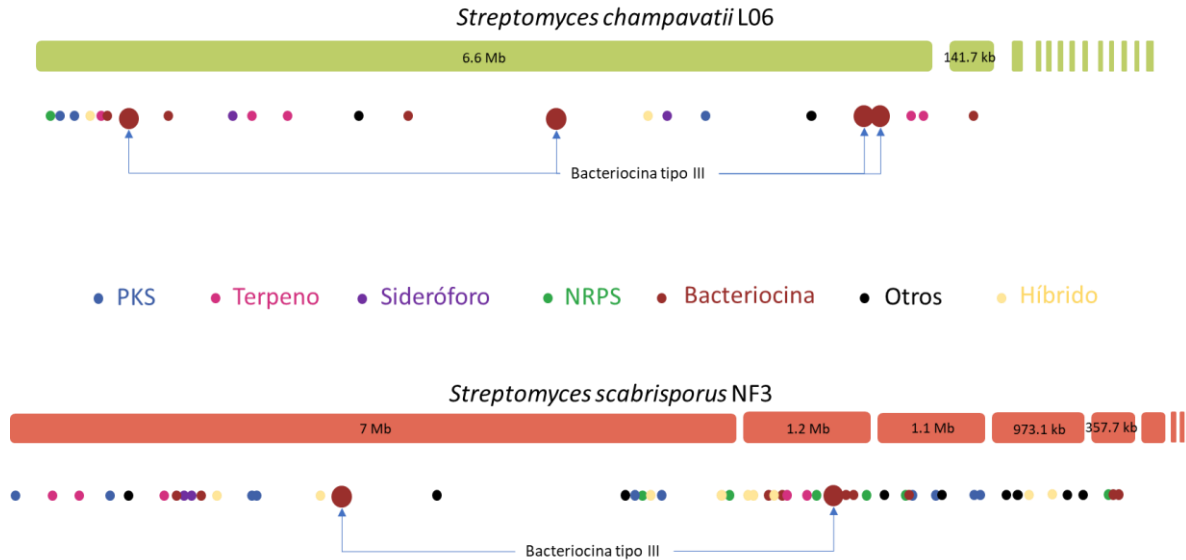 Streptomyces champavatii L06
6.6 Mb 141.7 kb
Bacteriocina tipo III
PKS Terpeno Sideróforo NRPS Bacteriocina Otros Híbrido
Streptomyces scabrisporus NF3
7 Mb 1.2 Mb 1.1 Mb 973.1 kb 357.7 kb
Bacteriocina tipo III